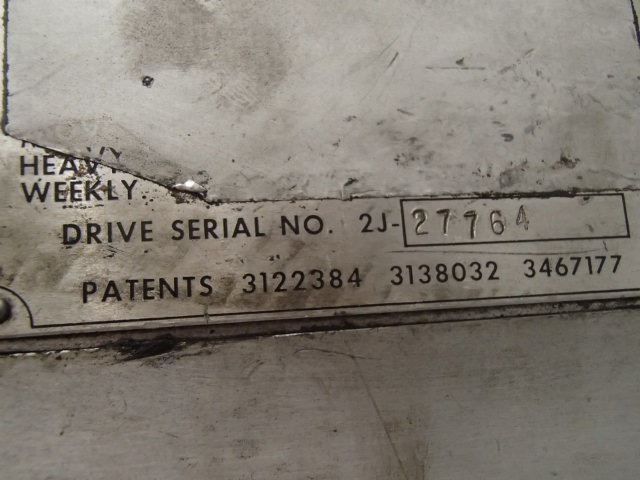 HEAVY
WEEKLY
DRIVE SERIAL NO. 2J-27764
PATENTS 3122384 3138032 3467177